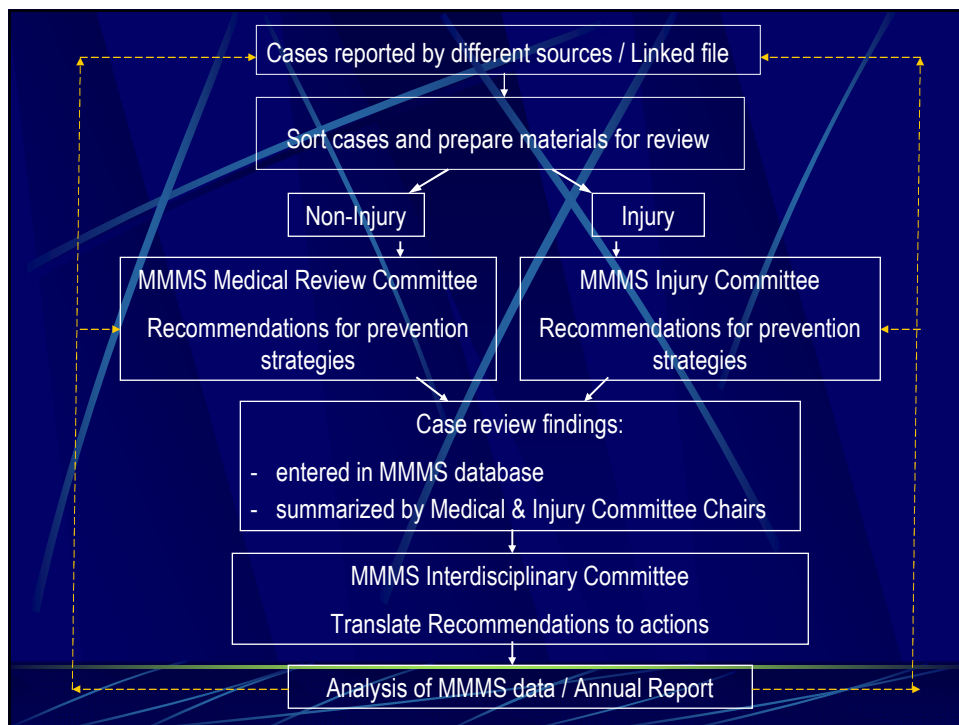 Cases reported by different sources / Linked file
Sort cases and prepare materials for review
Non-Injury
Injury
MMMS Medical Review Committee
Recommendations for prevention
strategies
MMMS Injury Committee
Recommendations for prevention
strategies
Case review findings:
- entered in MMMS database
- summarized by Medical & Injury Committee Chairs
MMMS Interdisciplinary Committee
Translate Recommendations to actions
Analysis of MMMS data / Annual Report